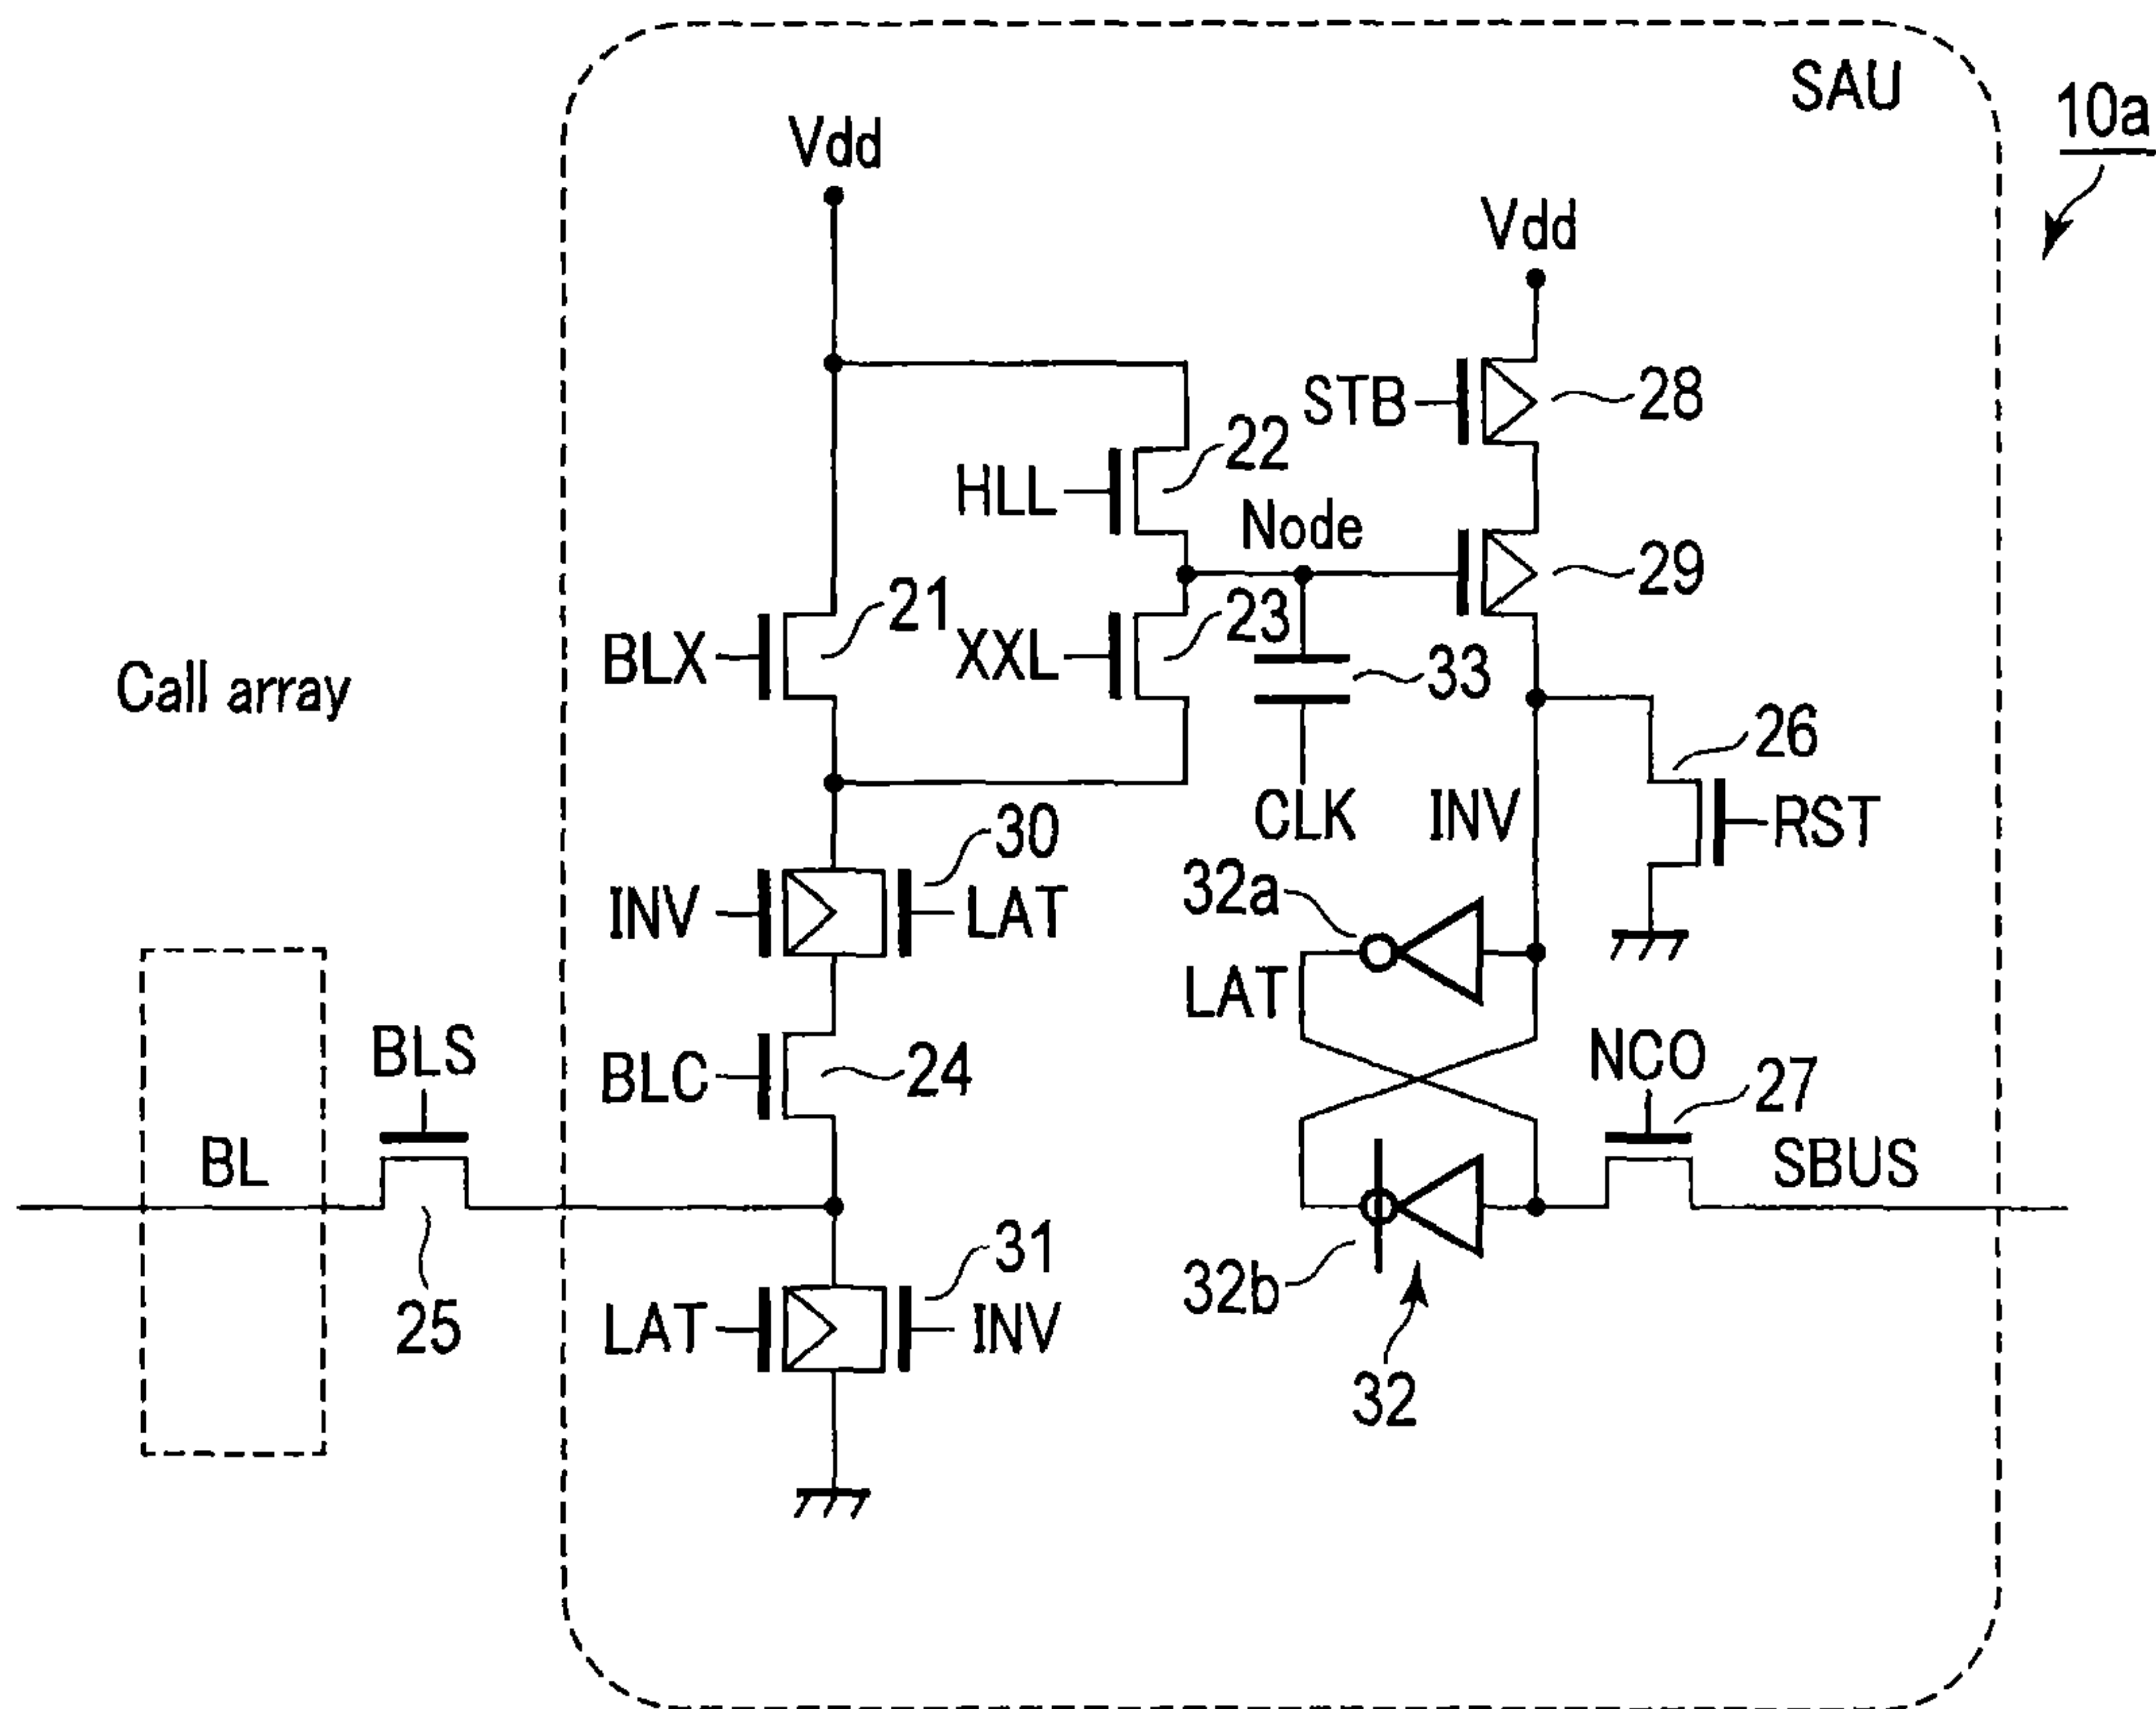 SAU
10a
Vdd
Vdd
STB
28
22
HLL
Node
29
21
23
BLX
XXL
33
Call array
26
CLK
INV
RST
30
32a
INV
LAT
LAT
BLS
BLC
24
NCO
27
BL
SBUS
31
32b
25
LAT
INV
32